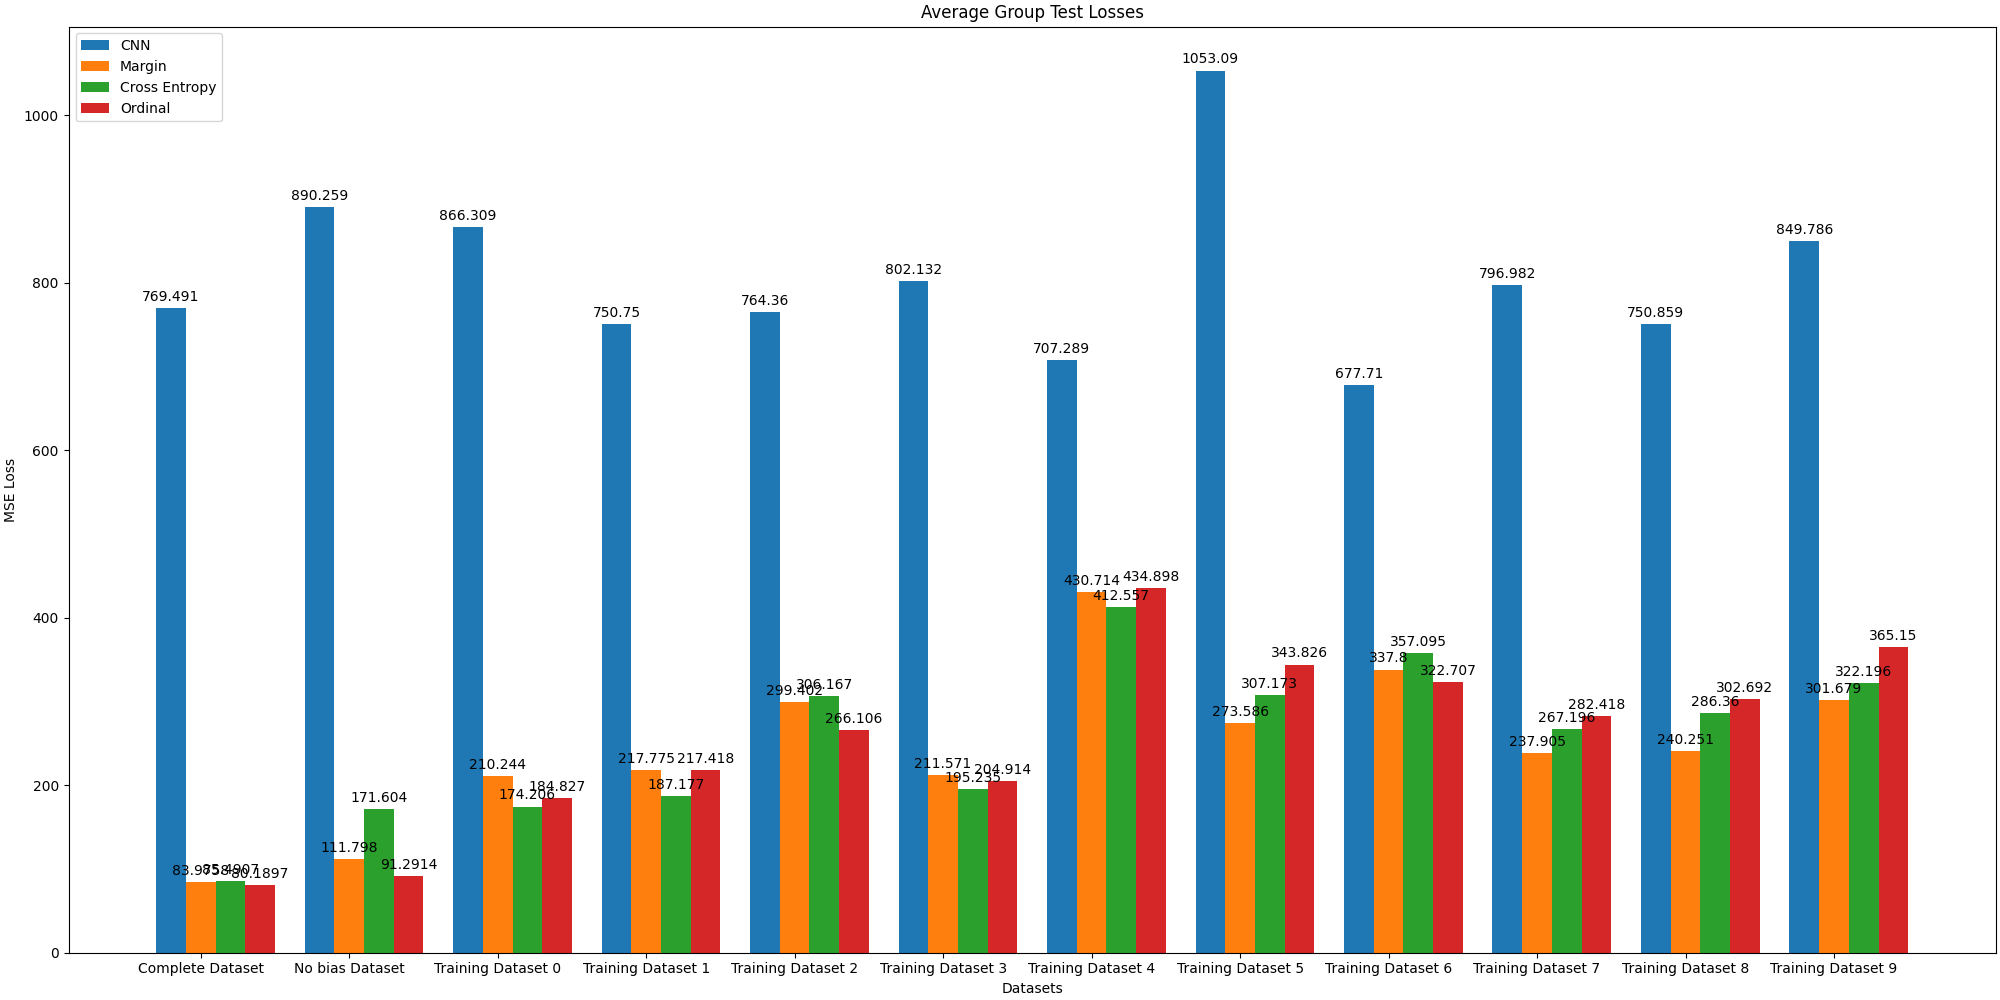 Average Group Test Losses
CNN
Margin
Cross Entropy
Ordinal
MSE Loss
1000
800
600
400
200
0
769.491
83.9758
85.4907
80.1897
890.259
111.798
171.604
91.2914
866.309
210.244
174.206
184.827
750.75
217.775
187.177
217.418
764.36
299.402
306.167
266.106
802.132
211.571
195.235
204.914
707.289
430.714
412.557
434.898
1053.09
273.586
307.173
343.826
677.71
337.8
357.095
322.707
796.982
237.905
267.196
282.418
750.859
240.251
286.36
302.692
849.786
301.679
322.196
365.15
Complete Dataset
No bias Dataset
Training Dataset 0
Training Dataset 1
Training Dataset 2
Training Dataset 3
Training Dataset 4
Training Dataset 5
Training Dataset 6
Training Dataset 7
Training Dataset 8
Training Dataset 9
Datasets